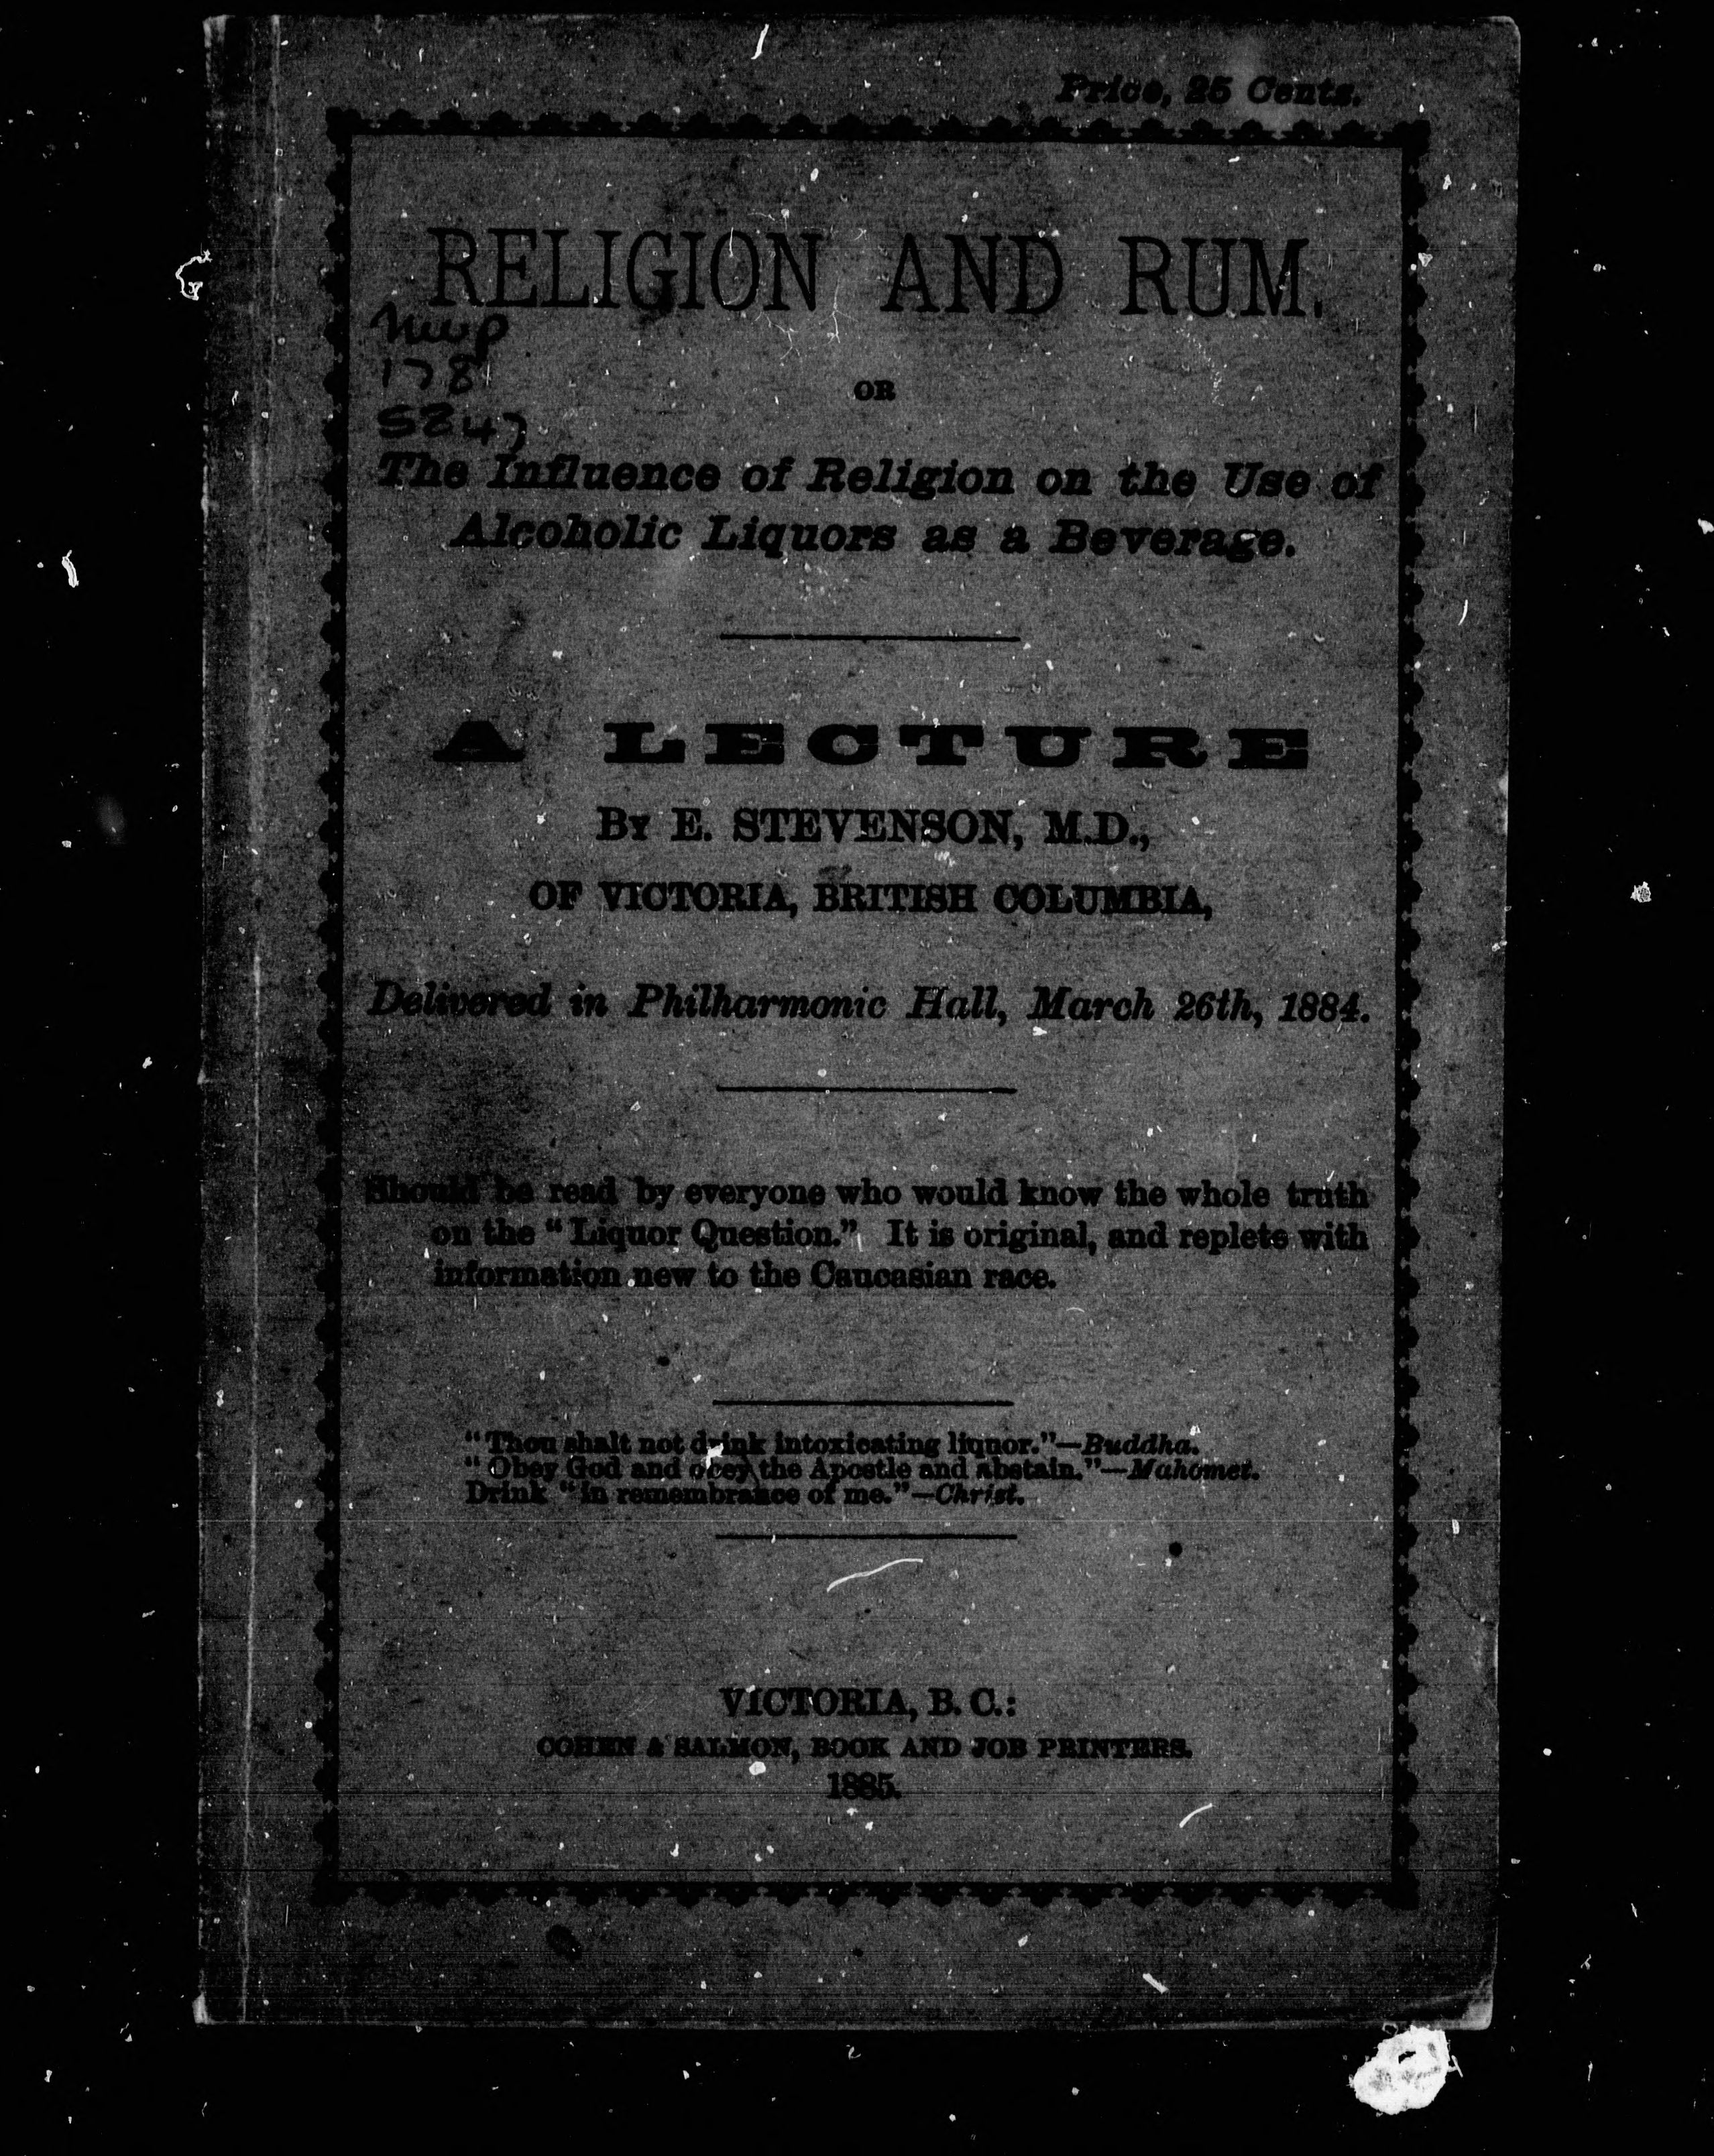 Price, 25 Cents.
RELIGION AND RUM.
NWp
178
S847
OR
The Influence of Religion on the Use of
Alcoholic Liquors as a Beverage.
A LECTURE
BY E. STEVENSON, M.D.,
OF VICTORIA, BRITISH COLUMBIA,
Delivered in Philharmonic Hall, March 26th, 1884.
Should be read by everyone who would know the whole truth
on the "Liquor Question." It is original, and replete with
information new to the Caucasian race.
"Thou shalt not drink intoxicating liquor."—Buddha.
"Obey God and obey the Apostle and abstain."—Mahomet.
Drink "in remembrance of me."—Christ.
VICTORIA, B. C.:
COHEN & SALMON, BOOK AND JOB PRINTERS.
1885.